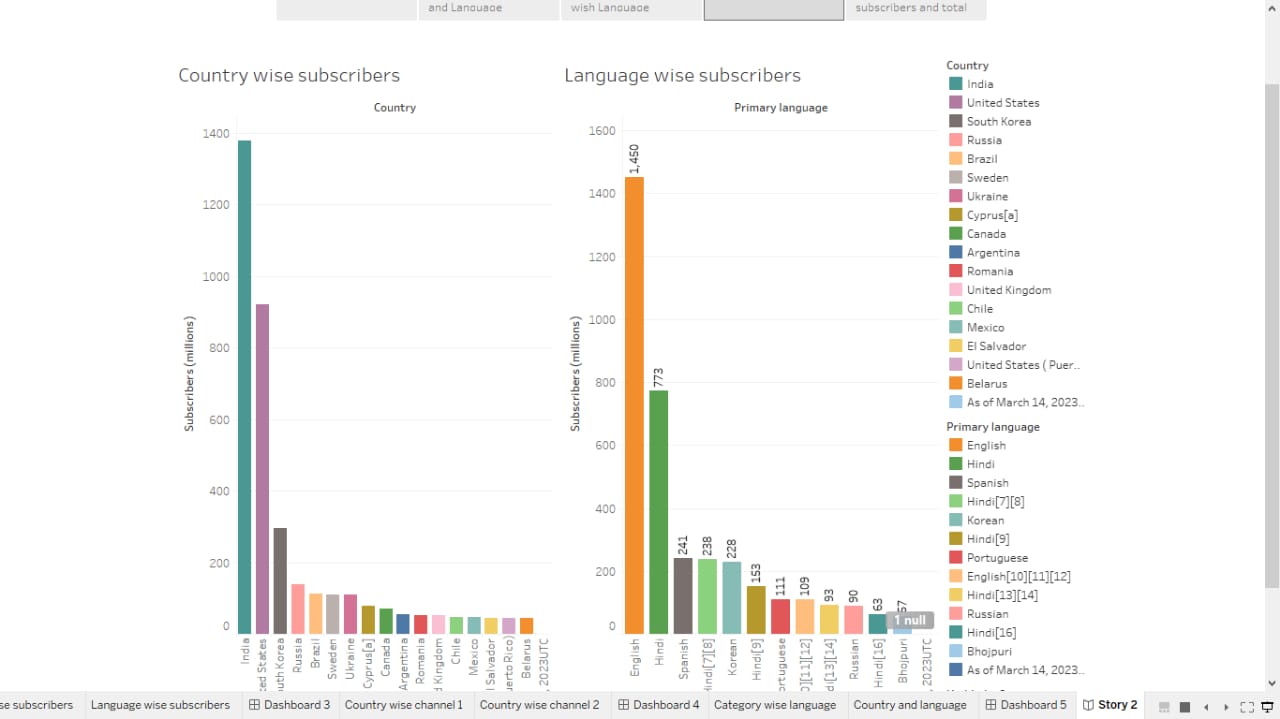 and Language
wish Language
subscribers and total
Country wise subscribers
Language wise subscribers
Country
Primary language
Subscribers (millions)
1400
1200
1000
800
600
400
200
0
India
ed States
outh Korea
Russia
Brazil
Sweden
Ukraine
Cyprus[a]
Canada
Argentina
Romania
d Kingdom
Chile
Mexico
l Salvador
uerto Rico)
Belarus
, 2023UTC
Subscribers (millions)
1600
1400
1200
1000
800
600
400
200
0
1,450
773
241
238
228
153
111
109
93
90
63
57
1 null
English
Hindi
Spanish
Hindi[7][8]
Korean
Hindi[9]
ortuguese
0][11][12]
di[13][14]
Russian
Hindi[16]
Bhojpuri
, 2023UTC
Country
India
United States
South Korea
Russia
Brazil
Sweden
Ukraine
Cyprus[a]
Canada
Argentina
Romania
United Kingdom
Chile
Mexico
El Salvador
United States ( Puer..
Belarus
As of March 14, 2023..
Primary language
English
Hindi
Spanish
Hindi[7][8]
Korean
Hindi[9]
Portuguese
English[10][11][12]
Hindi[13][14]
Russian
Hindi[16]
Bhojpuri
As of March 14, 2023..
se subscribers
Language wise subscribers
Dashboard 3
Country wise channel 1
Country wise channel 2
Dashboard 4
Category wise language
Country and language
Dashboard 5
Story 2